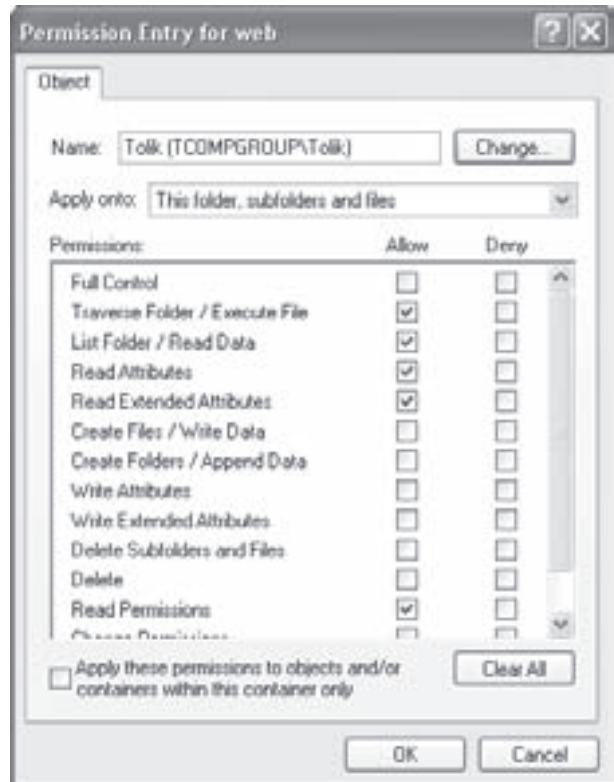 Permission Entry for web
Object
Name: Tolik (TCOMPGROUP\Tolik) Change...
Apply onto: This folder, subfolders and files
Permissions: Allow Deny
Full Control
Traverse Folder / Execute File
List Folder / Read Data
Read Attributes
Read Extended Attributes
Create Files / Write Data
Create Folders / Append Data
Write Attributes
Write Extended Attributes
Delete Subfolders and Files
Delete
Read Permissions
Change Permissions
Apply these permissions to objects and/or
containers within this container only
Clear All
OK Cancel